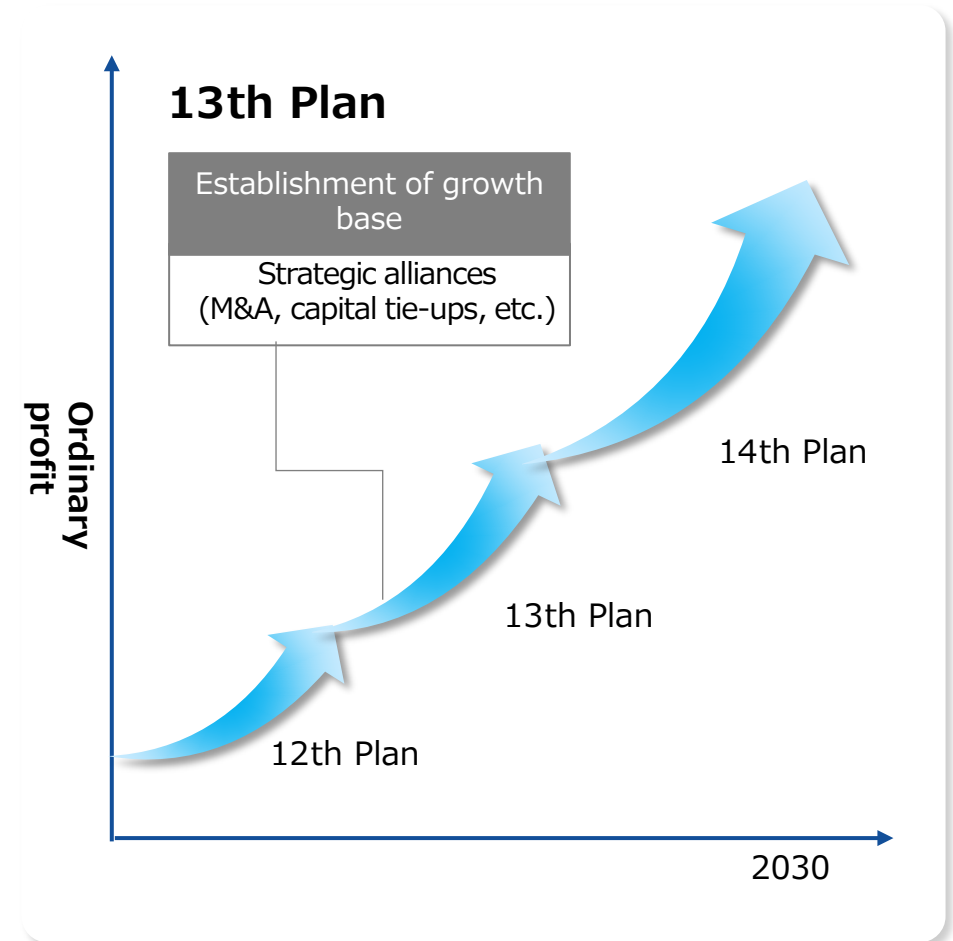 13th Plan
Establishment of growth
base
Strategic alliances
(M&A, capital tie-ups, etc.)
Ordinary
profit
14th Plan
13th Plan
12th Plan
2030